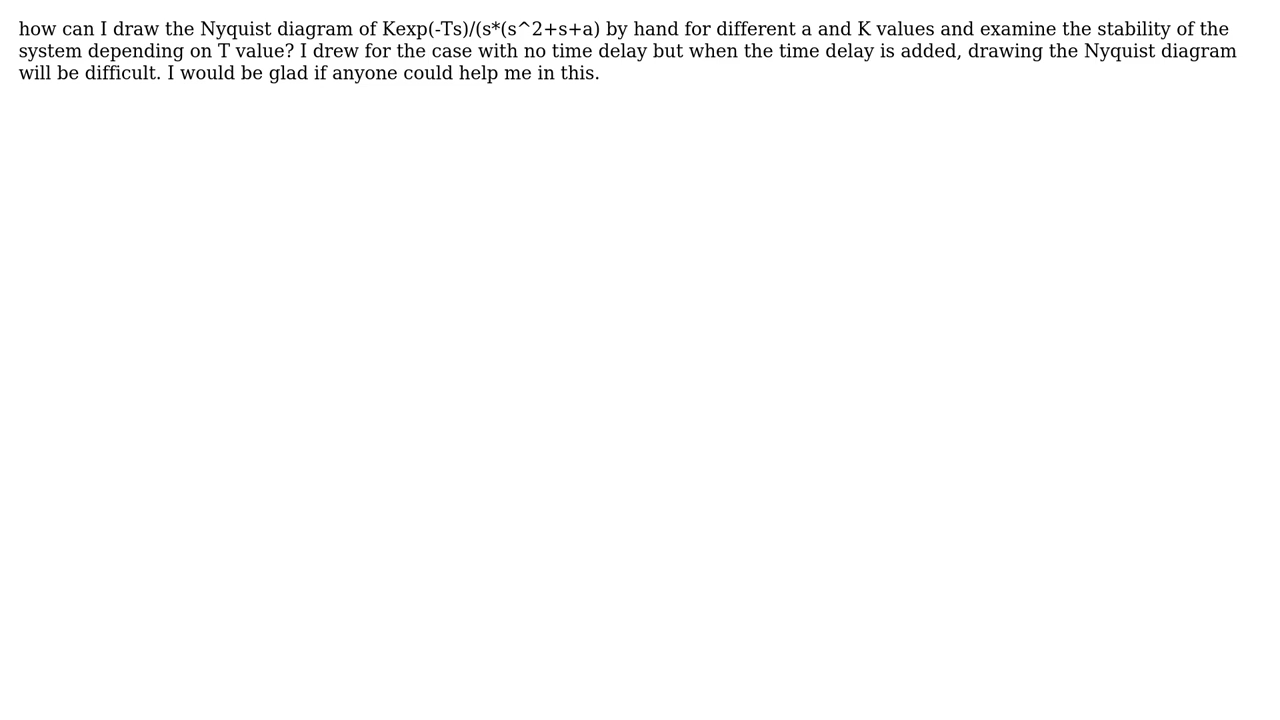 how can I draw the Nyquist diagram of Kexp(-Ts)/(s*(s^2+s+a) by hand for different a and K values and examine the stability of the
system depending on T value? I drew for the case with no time delay but when the time delay is added, drawing the Nyquist diagram
will be difficult. I would be glad if anyone could help me in this.